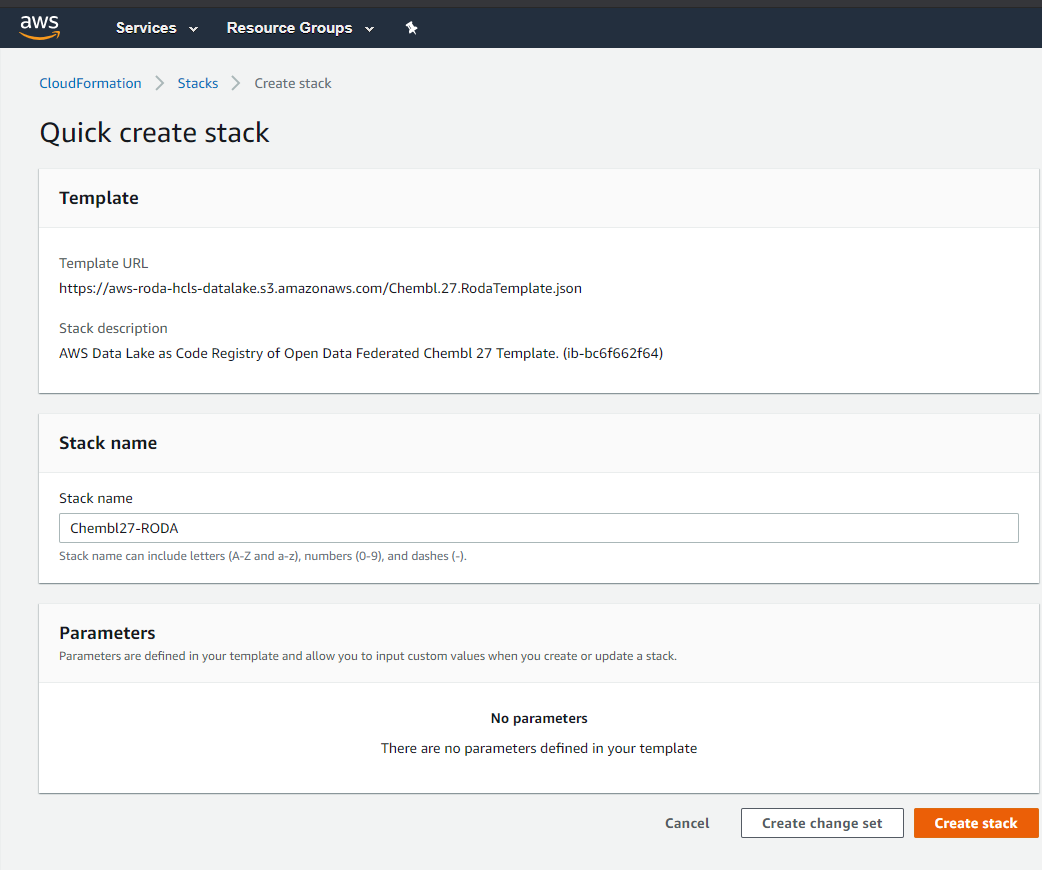 aws
Services
Resource Groups
CloudFormation
Stacks
Create stack
Quick create stack
Template
Template URL
https://aws-roda-hcls-datalake.s3.amazonaws.com/Chembl.27.RodaTemplate.json
Stack description
AWS Data Lake as Code Registry of Open Data Federated Chembl 27 Template. (ib-bc6f662f64)
Stack name
Stack name
Chembl27-RODA
Stack name can include letters (A-Z and a-z), numbers (0-9), and dashes (-).
Parameters
Parameters are defined in your template and allow you to input custom values when you create or update a stack.
No parameters
There are no parameters defined in your template
Cancel
Create change set
Create stack